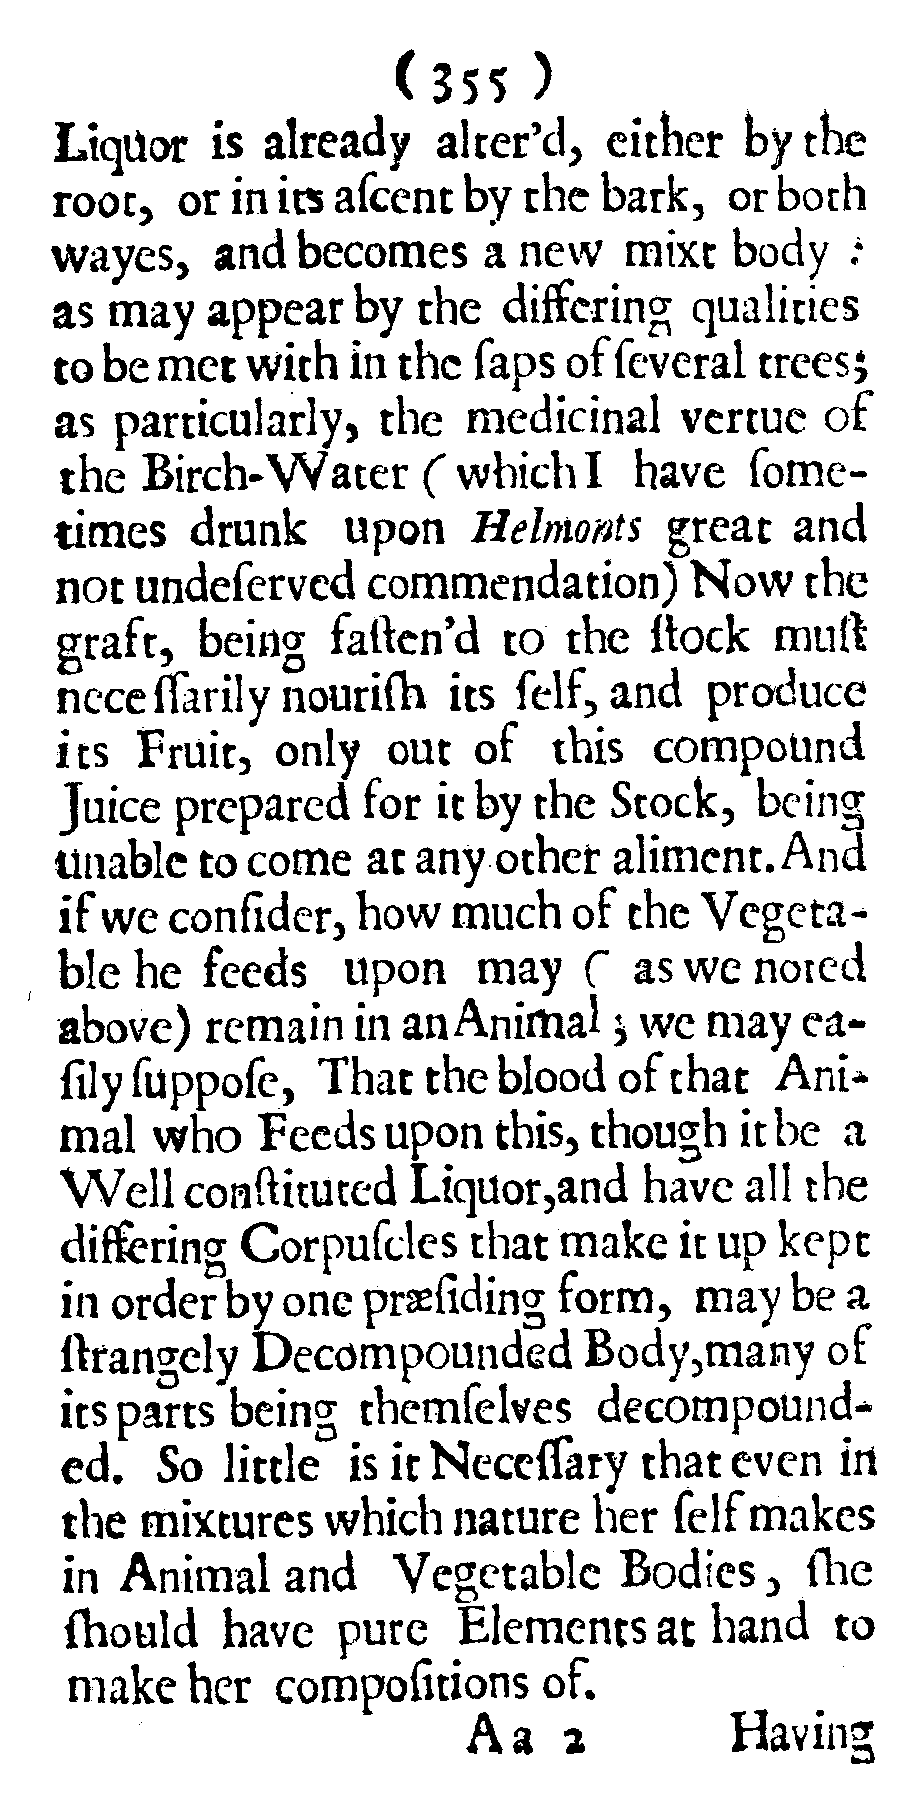 ( 355 )
Liquor is already alter'd, either by the
root, or in its aſcent by the bark, or both
wayes, and becomes a new mixt body :
as may appear by the differing qualities
to be met with in the ſaps of ſeveral trees;
as particularly, the medicinal vertue of
the Birch-Water ( which I have ſome-
times drunk upon Helmonts great and
not undeſerved commendation) Now the
graft, being faſten'd to the ſtock muſt
neceſſarily nouriſh its ſelf, and produce
its Fruit, only out of this compound
Juice prepared for it by the Stock, being
unable to come at any other aliment. And
if we conſider, how much of the Vegeta-
ble he feeds upon may ( as we noted
above) remain in an Animal ; we may ea-
ſily ſuppoſe, That the blood of that Ani-
mal who Feeds upon this, though it be a
Well conſtituted Liquor,and have all the
differing Corpuſcles that make it up kept
in order by one præſiding form, may be a
ſtrangely Decompounded Body,many of
its parts being themſelves decompound-
ed. So little is it Neceſſary that even in
the mixtures which nature her ſelf makes
in Animal and Vegetable Bodies , ſhe
ſhould have pure Elements at hand to
make her compoſitions of.
A a 2 Having